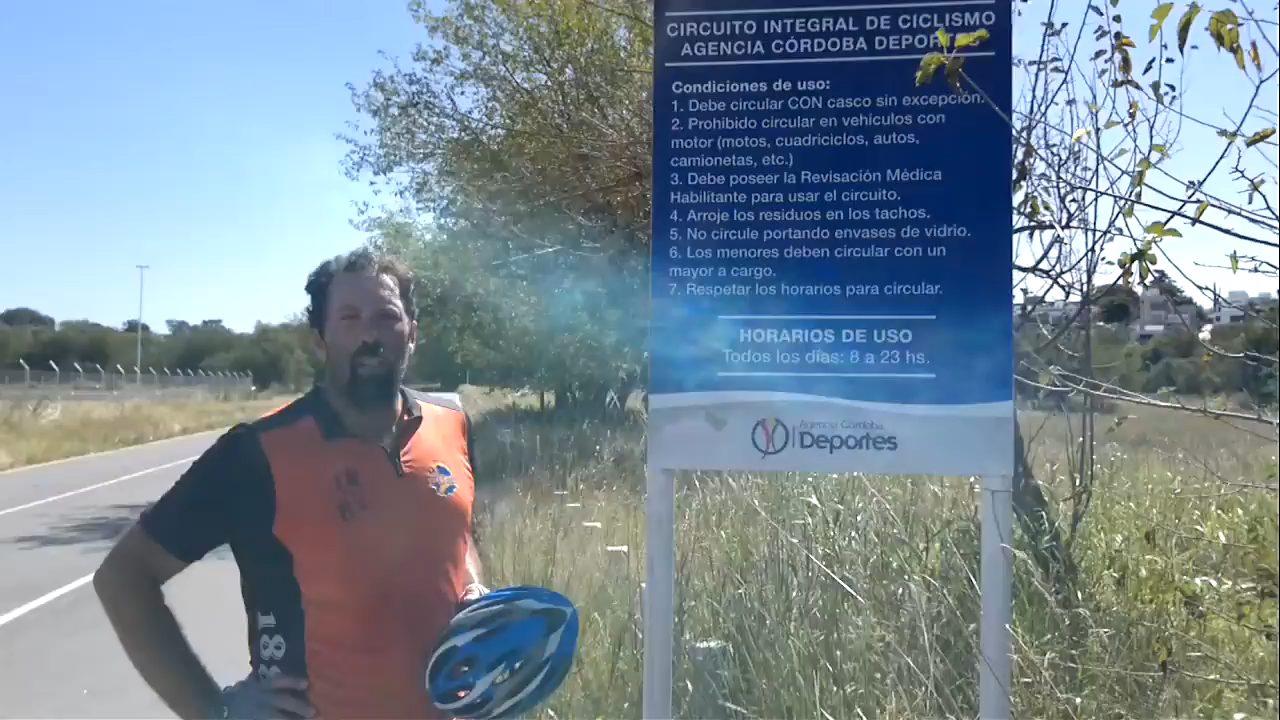 CIRCUITO INTEGRAL DE CICLISMO
AGENCIA CÓRDOBA DEPORTES
Condiciones de uso:
1. Debe circular CON casco sin excepción.
2. Prohibido circular en vehículos con
motor (motos, cuadriciclos, autos,
camionetas, etc.)
3. Debe poseer la Revisación Médica
Habilitante para usar el circuito.
4. Arroje los residuos en los tachos.
5. No circule portando envases de vidrio.
6. Los menores deben circular con un
mayor a cargo.
7. Respetar los horarios para circular.
HORARIOS DE USO
Todos los días: 8 a 23 hs.
Agencia Córdoba
Deportes